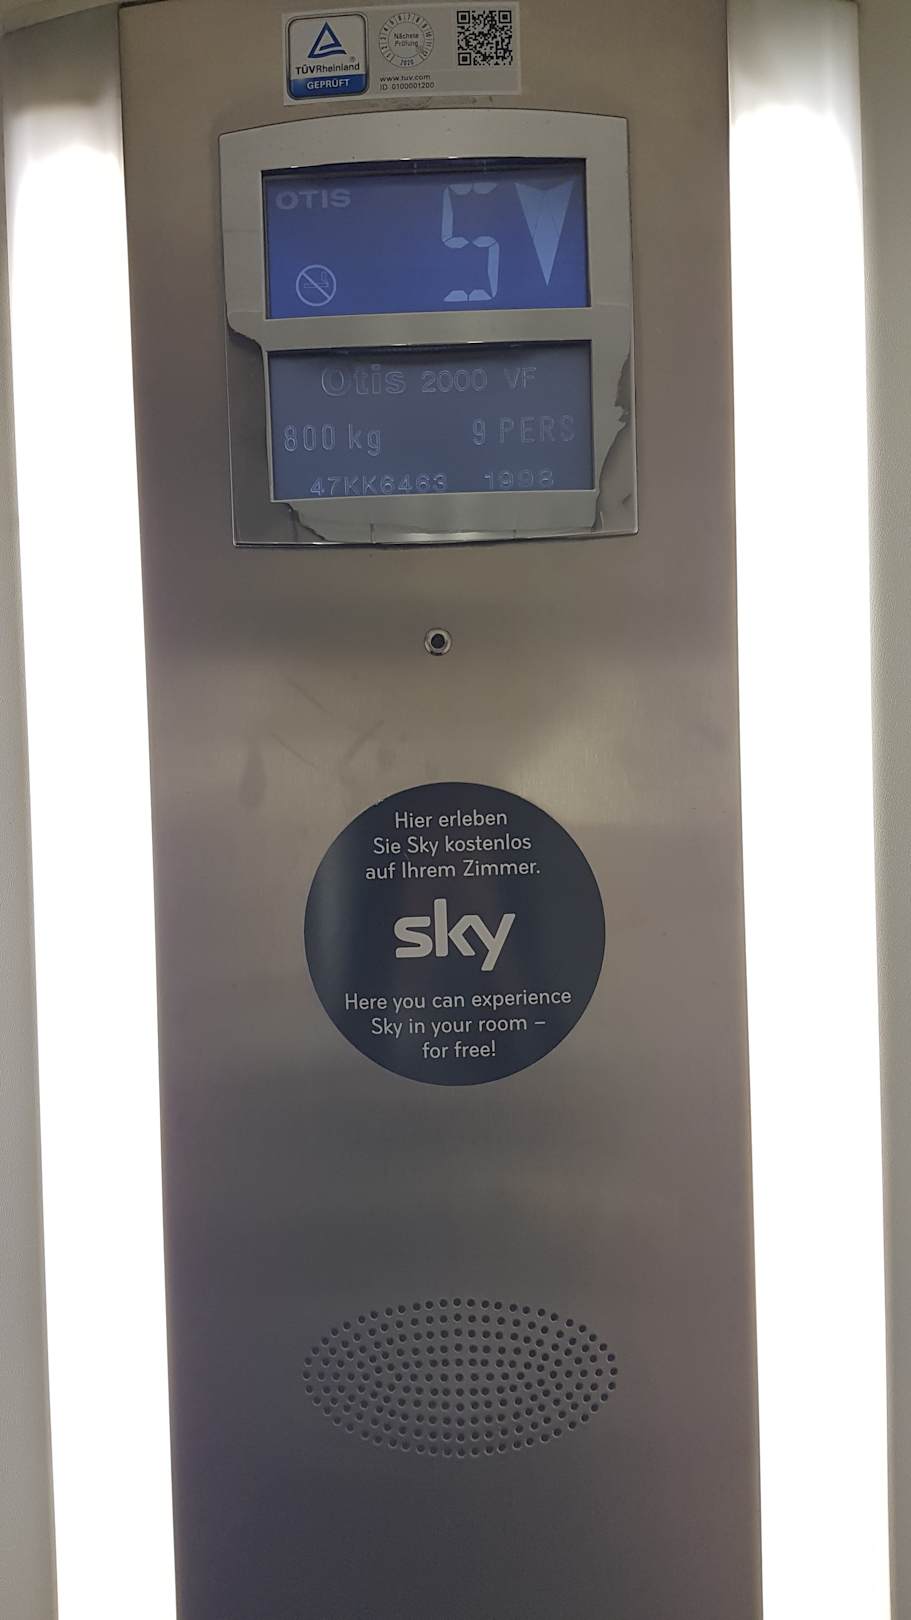 TÜVRheinland
GEPRÜFT
Nächste
Prüfung
2020
www.tuv.com
ID 0100001200
OTIS
5
Otis 2000 VF
800 kg 9 PERS
47KK6463 1998
Hier erleben
Sie Sky kostenlos
auf Ihrem Zimmer.
sky
Here you can experience
Sky in your room –
for free!